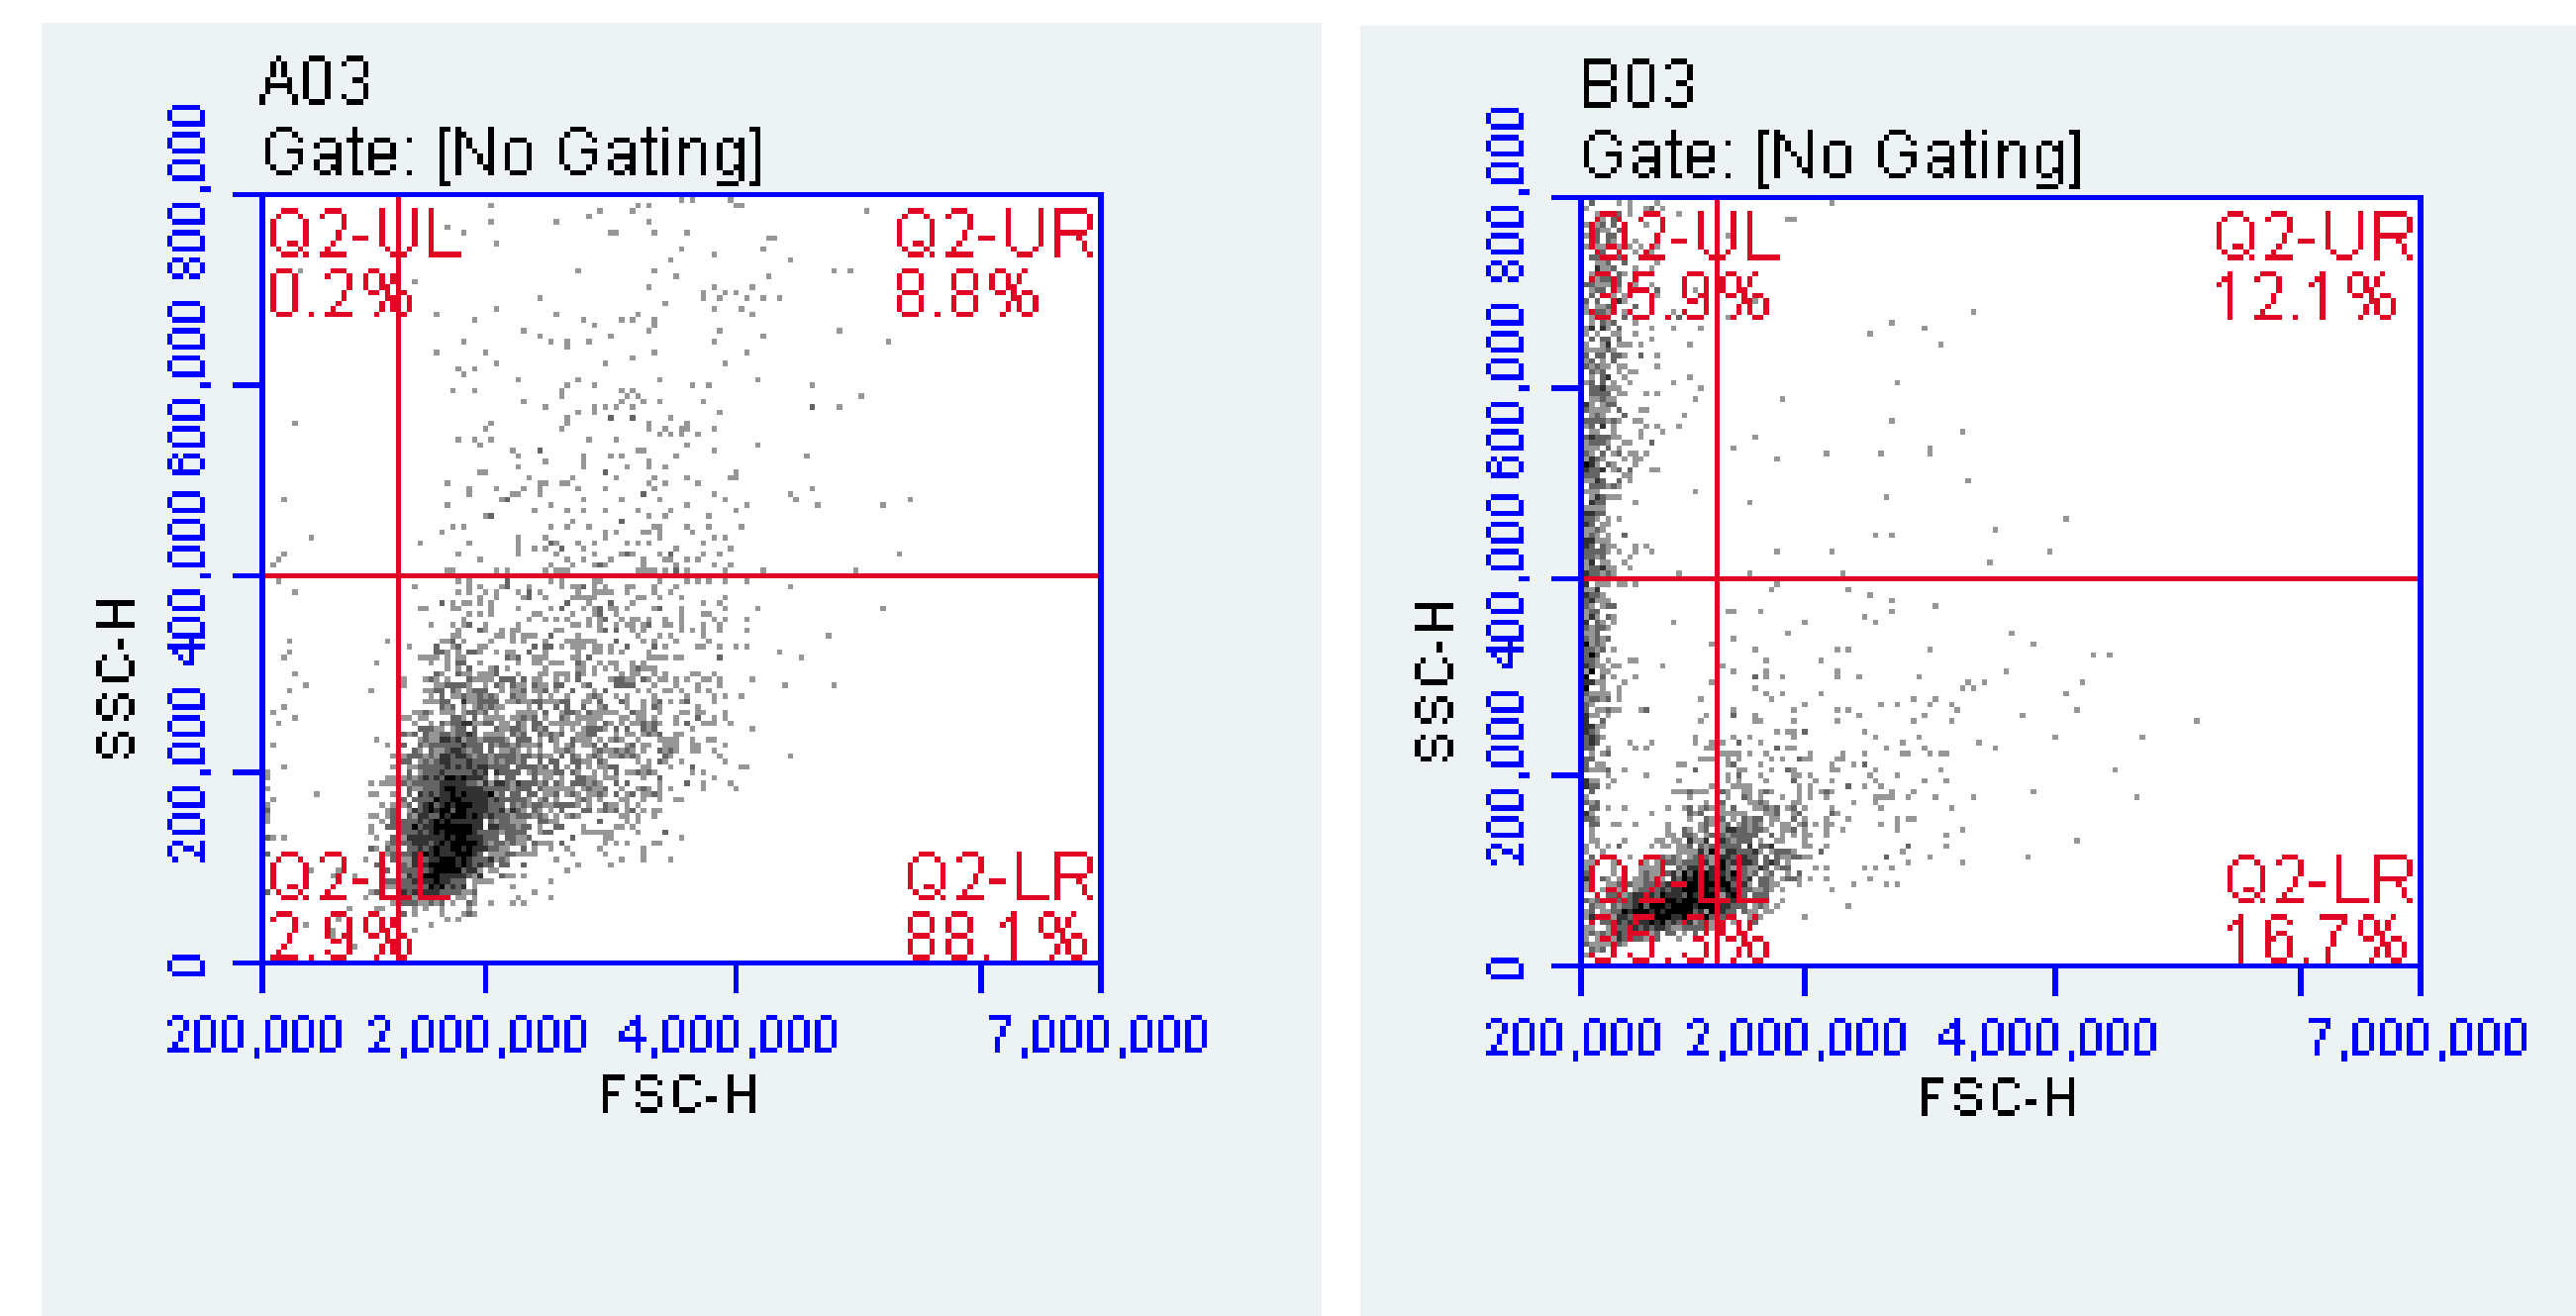 A03
Gate: [No Gating]
Q2-UL
0.2%
Q2-UR
8.8%
Q2-LL
2.9%
Q2-LR
88.1%
800,000
600,000
400,000
200,000
0
SSC-H
200,000 2,000,000 4,000,000 7,000,000
FSC-H
B03
Gate: [No Gating]
Q2-UL
35.9%
Q2-UR
12.1%
Q2-LL
35.3%
Q2-LR
16.7%
800,000
600,000
400,000
200,000
0
SSC-H
200,000 2,000,000 4,000,000 7,000,000
FSC-H